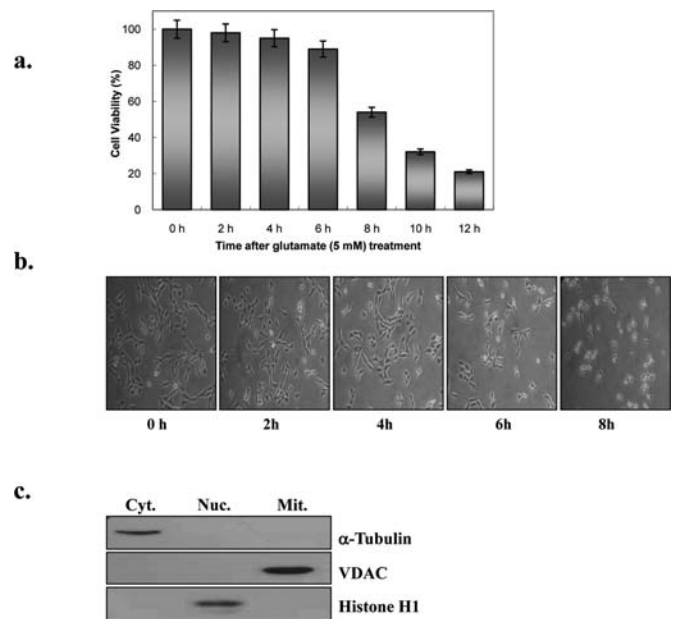 a.
Cell Viability (%)
100
80
60
40
20
0
0 h 2 h 4 h 6 h 8 h 10 h 12 h
Time after glutamate (5 mM) treatment
b.
0 h 2h 4h 6h 8h
c.
Cyt. Nuc. Mit.
α-Tubulin
VDAC
Histone H1